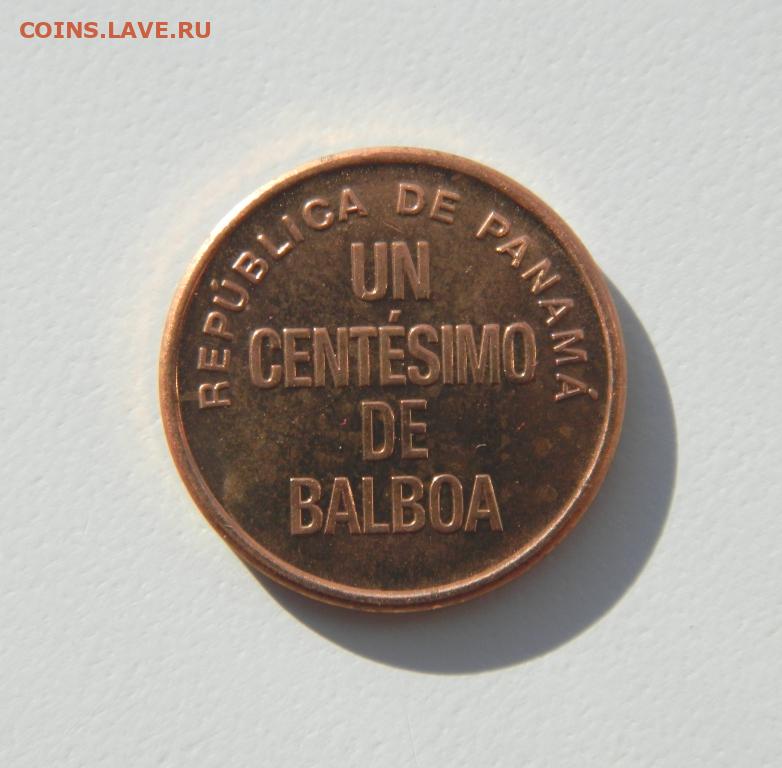 COINS.LAVE.RU
REPÚBLICA DE PANAMÁ
UN
CENTÉSIMO
DE
BALBOA